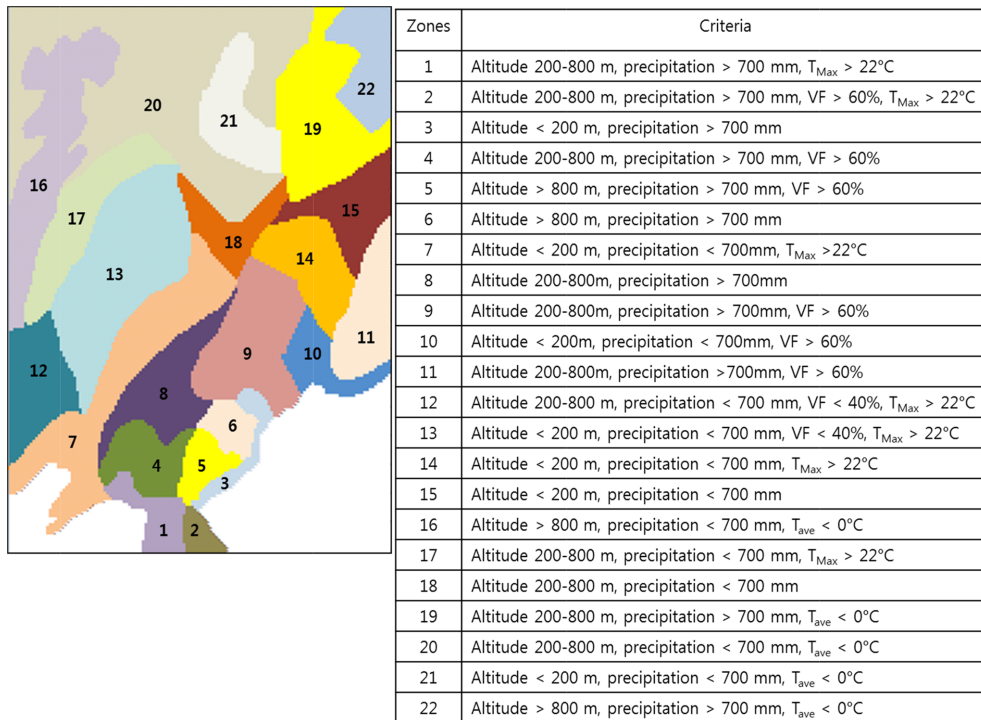 20
22
21
19
16
15
17
18
14
13
11
9
10
12
8
6
7
4
5
3
1
2
Zones Criteria
1 Altitude 200-800 m, precipitation > 700 mm, TMax > 22°C
2 Altitude 200-800 m, precipitation > 700 mm, VF > 60%, TMax > 22°C
3 Altitude < 200 m, precipitation > 700 mm
4 Altitude 200-800 m, precipitation > 700 mm, VF > 60%
5 Altitude > 800 m, precipitation > 700 mm, VF > 60%
6 Altitude > 800 m, precipitation > 700 mm
7 Altitude < 200 m, precipitation < 700mm, TMax >22°C
8 Altitude 200-800m, precipitation > 700mm
9 Altitude 200-800m, precipitation > 700mm, VF > 60%
10 Altitude < 200m, precipitation < 700mm, VF > 60%
11 Altitude 200-800m, precipitation >700mm, VF > 60%
12 Altitude 200-800 m, precipitation < 700 mm, VF < 40%, TMax > 22°C
13 Altitude < 200 m, precipitation < 700 mm, VF < 40%, TMax > 22°C
14 Altitude < 200 m, precipitation < 700 mm, TMax > 22°C
15 Altitude < 200 m, precipitation < 700 mm
16 Altitude > 800 m, precipitation < 700 mm, Tave < 0°C
17 Altitude 200-800 m, precipitation < 700 mm, TMax > 22°C
18 Altitude 200-800 m, precipitation < 700 mm
19 Altitude 200-800 m, precipitation > 700 mm, Tave < 0°C
20 Altitude 200-800 m, precipitation < 700 mm, Tave < 0°C
21 Altitude < 200 m, precipitation < 700 mm, Tave < 0°C
22 Altitude > 800 m, precipitation > 700 mm, Tave < 0°C